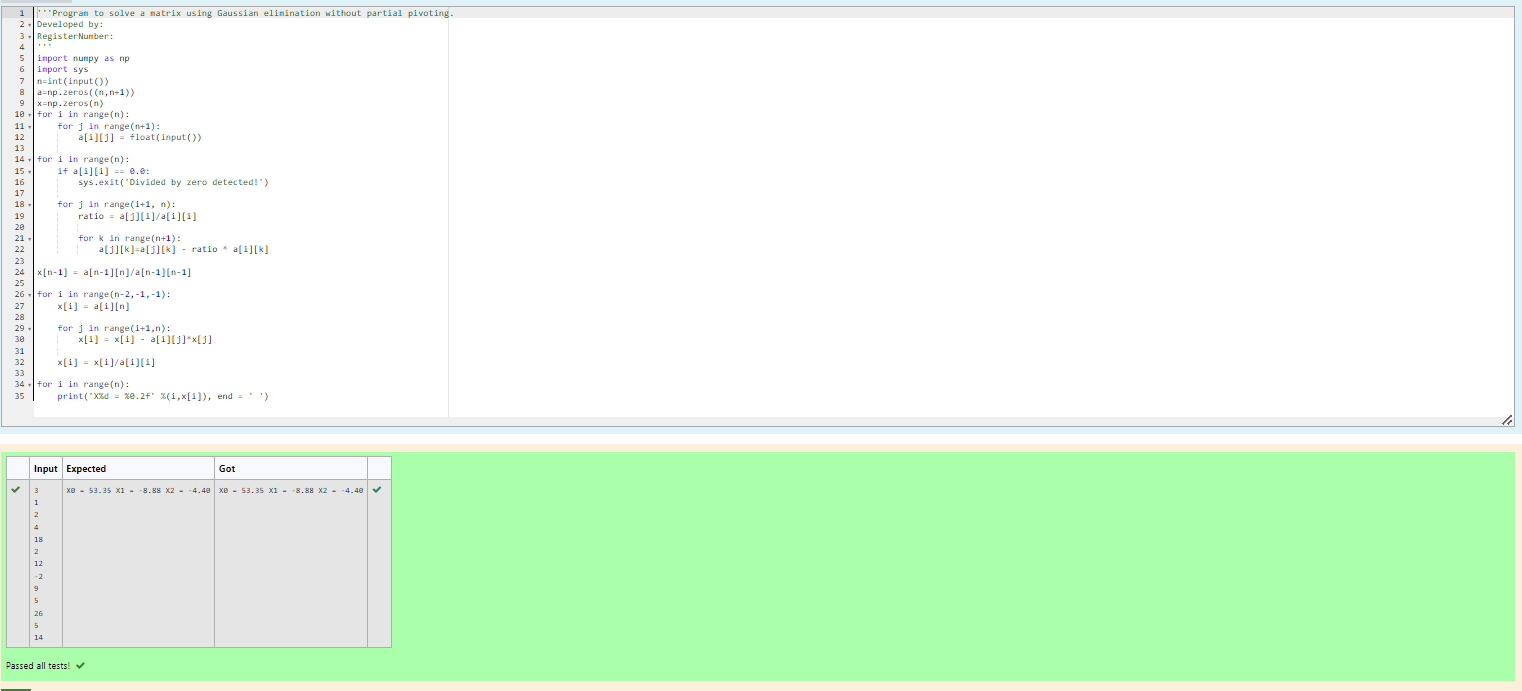 1 '''Program to solve a matrix using Gaussian elimination without partial pivoting.
2 Developed by:
3 RegisterNumber:
4 '''
5 import numpy as np
6 import sys
7 n=int(input())
8 a=np.zeros((n,n+1))
9 x=np.zeros(n)
10 for i in range(n):
11     for j in range(n+1):
12         a[i][j] = float(input())
13
14 for i in range(n):
15     if a[i][i] == 0.0:
16         sys.exit('Divided by zero detected!')
17
18     for j in range(i+1, n):
19         ratio = a[j][i]/a[i][i]
20
21         for k in range(n+1):
22             a[j][k]=a[j][k] - ratio * a[i][k]
23
24 x[n-1] = a[n-1][n]/a[n-1][n-1]
25
26 for i in range(n-2,-1,-1):
27     x[i] = a[i][n]
28
29     for j in range(i+1,n):
30         x[i] = x[i] - a[i][j]*x[j]
31
32     x[i] = x[i]/a[i][i]
33
34 for i in range(n):
35     print('X%d = %0.2f' %(i,x[i]), end = ' ')
Input Expected Got
3 X0 = 53.35 X1 = -8.88 X2 = -4.40 X0 = 53.35 X1 = -8.88 X2 = -4.40
1
2
4
18
2
12
-2
9
5
26
5
14
Passed all tests!